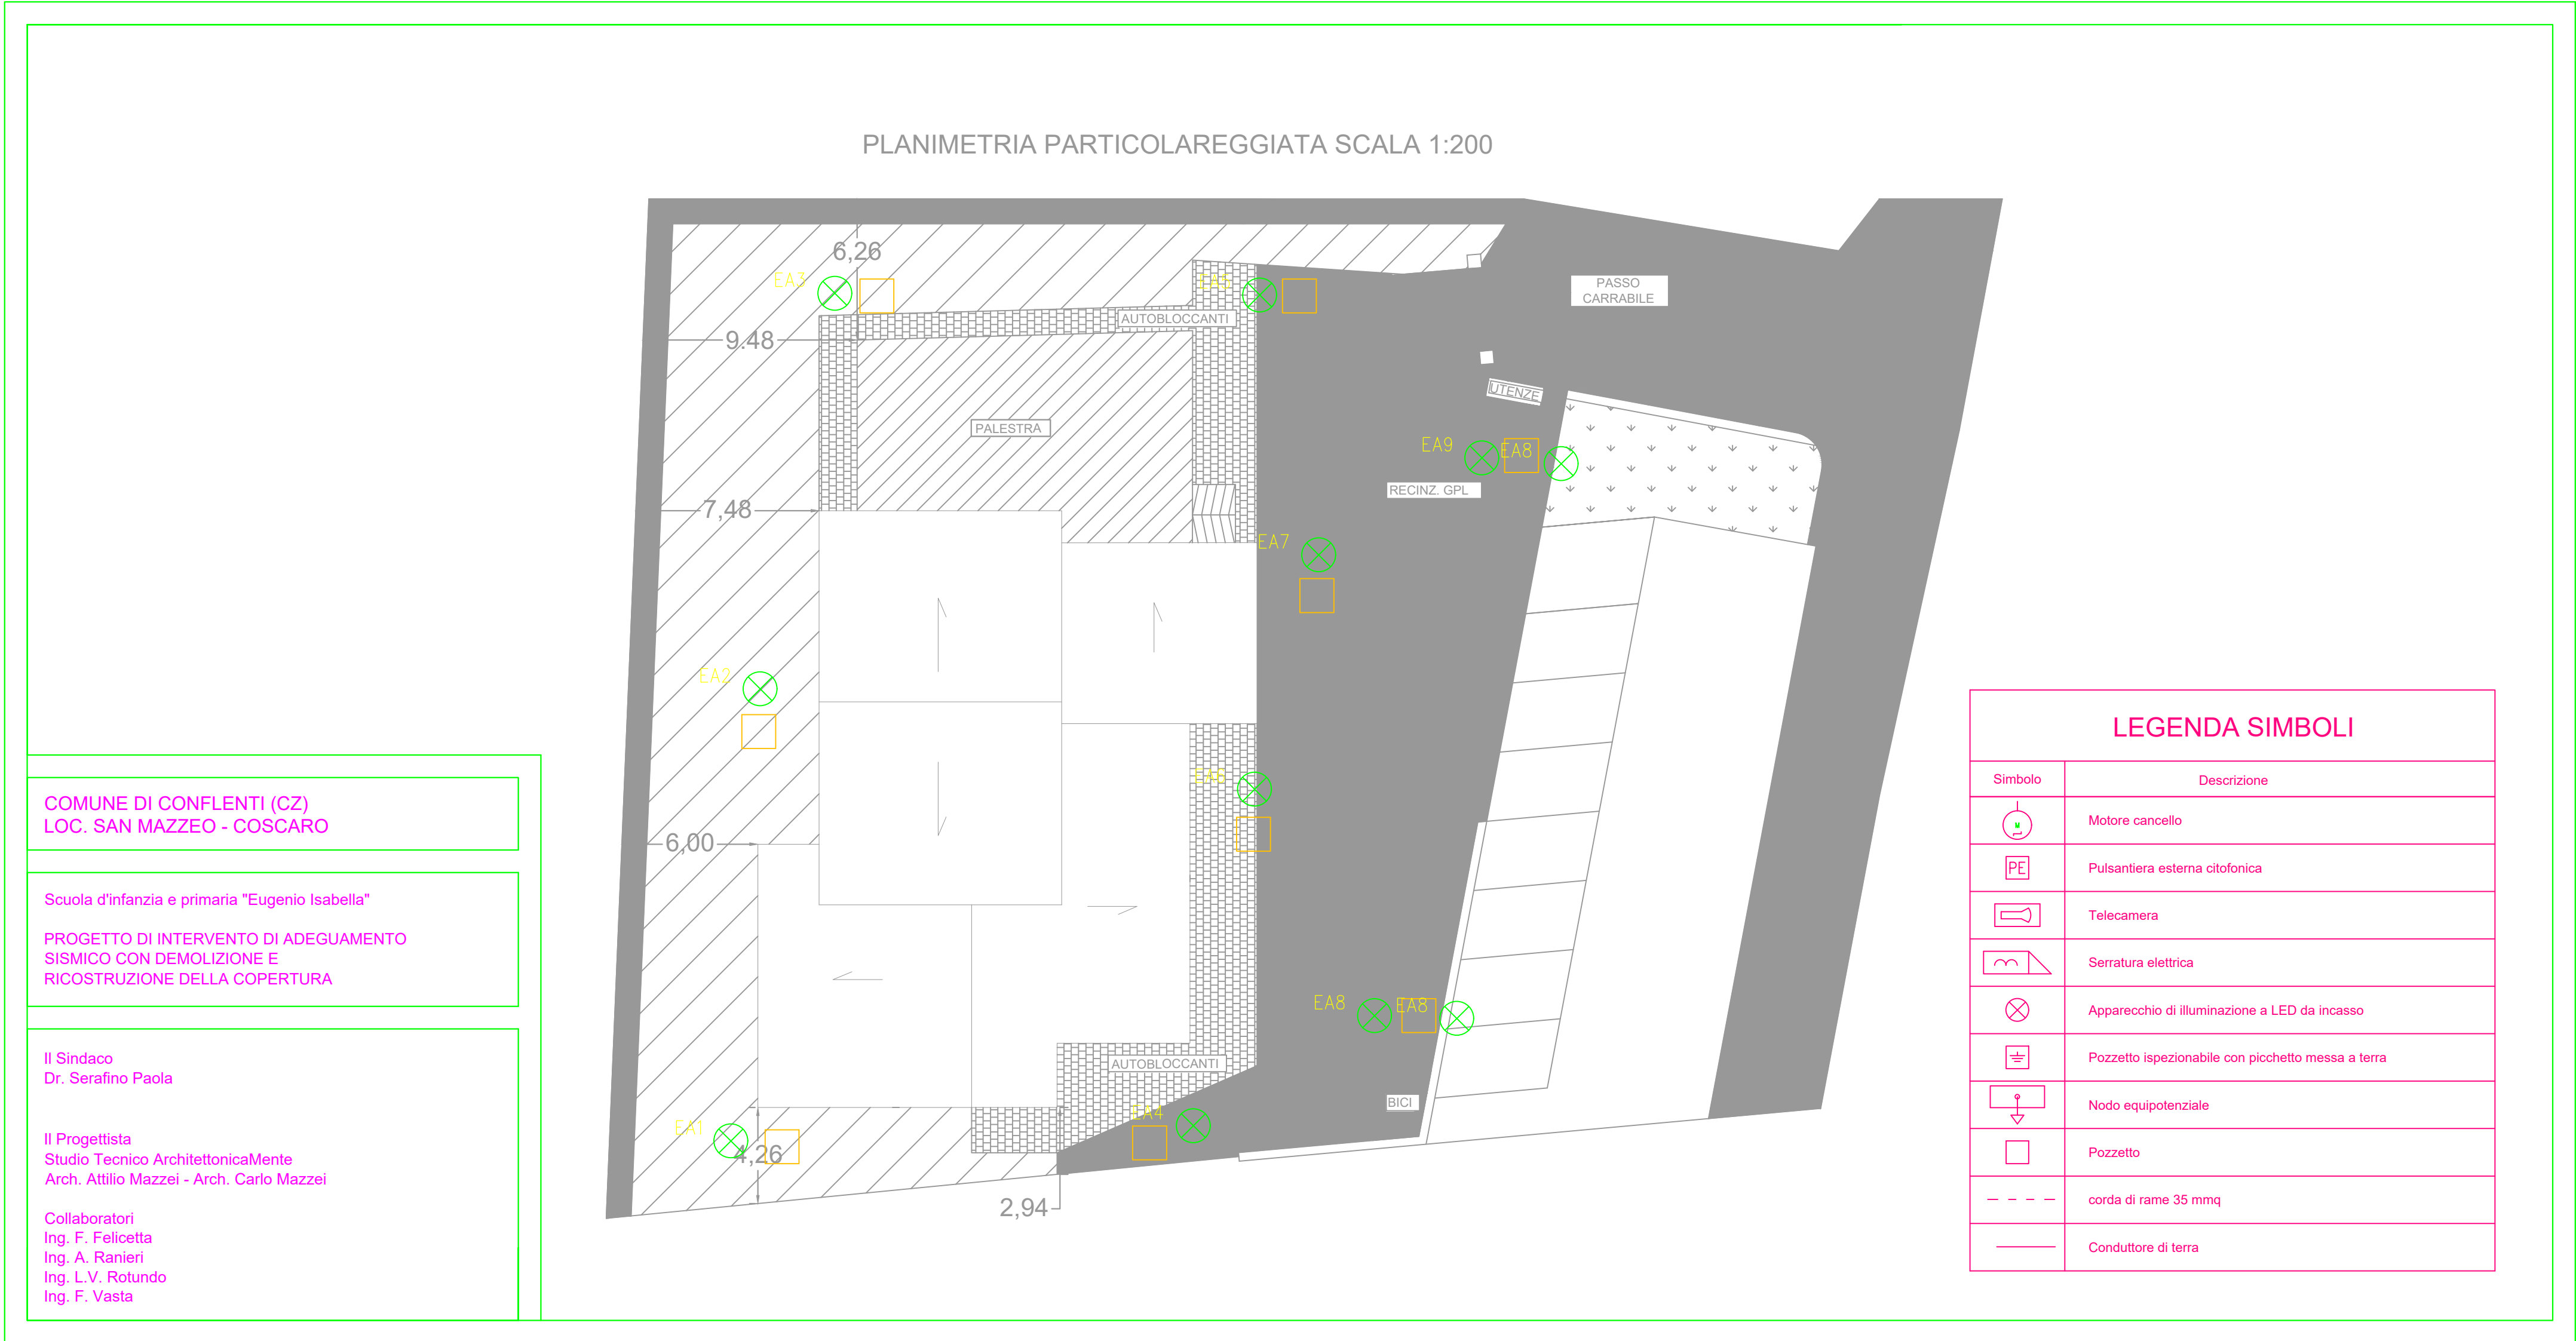 PLANIMETRIA PARTICOLAREGGIATA SCALA 1:200
6,26
EA3
EA5
PASSO
CARRABILE
AUTOBLOCCANTI
9.48
UTENZE
PALESTRA
EA9
EA8
RECINZ. GPL
7,48
EA7
EA2
EA6
6,00
EA8
EA8
AUTOBLOCCANTI
BICI
EA4
EA1
4,26
2,94
COMUNE DI CONFLENTI (CZ)
LOC. SAN MAZZEO - COSCARO
Scuola d'infanzia e primaria "Eugenio Isabella"
PROGETTO DI INTERVENTO DI ADEGUAMENTO
SISMICO CON DEMOLIZIONE E
RICOSTRUZIONE DELLA COPERTURA
Il Sindaco
Dr. Serafino Paola
Il Progettista
Studio Tecnico ArchitettonicaMente
Arch. Attilio Mazzei - Arch. Carlo Mazzei
Collaboratori
Ing. F. Felicetta
Ing. A. Ranieri
Ing. L.V. Rotundo
Ing. F. Vasta
LEGENDA SIMBOLI
Simbolo Descrizione
M Motore cancello
PE Pulsantiera esterna citofonica
Telecamera
Serratura elettrica
Apparecchio di illuminazione a LED da incasso
Pozzetto ispezionabile con picchetto messa a terra
Nodo equipotenziale
Pozzetto
corda di rame 35 mmq
Conduttore di terra